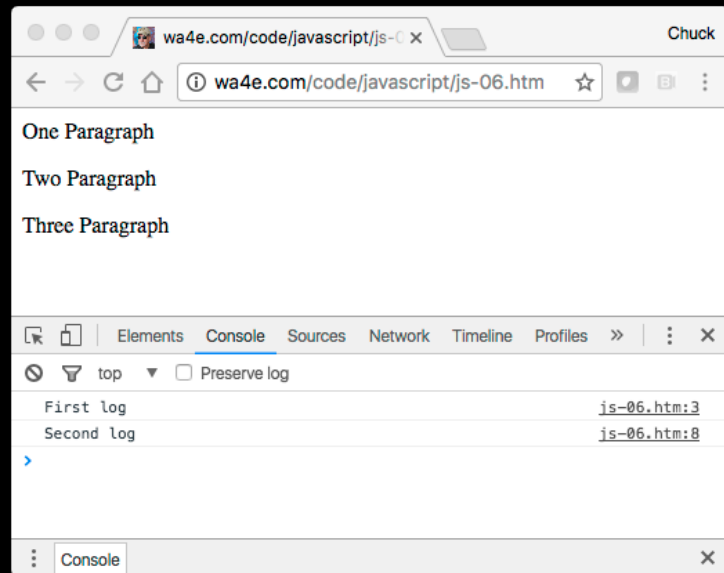 wa4e.com/code/javascript/js-0
Chuck
wa4e.com/code/javascript/js-06.htm
One Paragraph
Two Paragraph
Three Paragraph
Elements Console Sources Network Timeline Profiles »
top Preserve log
First log js-06.htm:3
Second log js-06.htm:8
Console